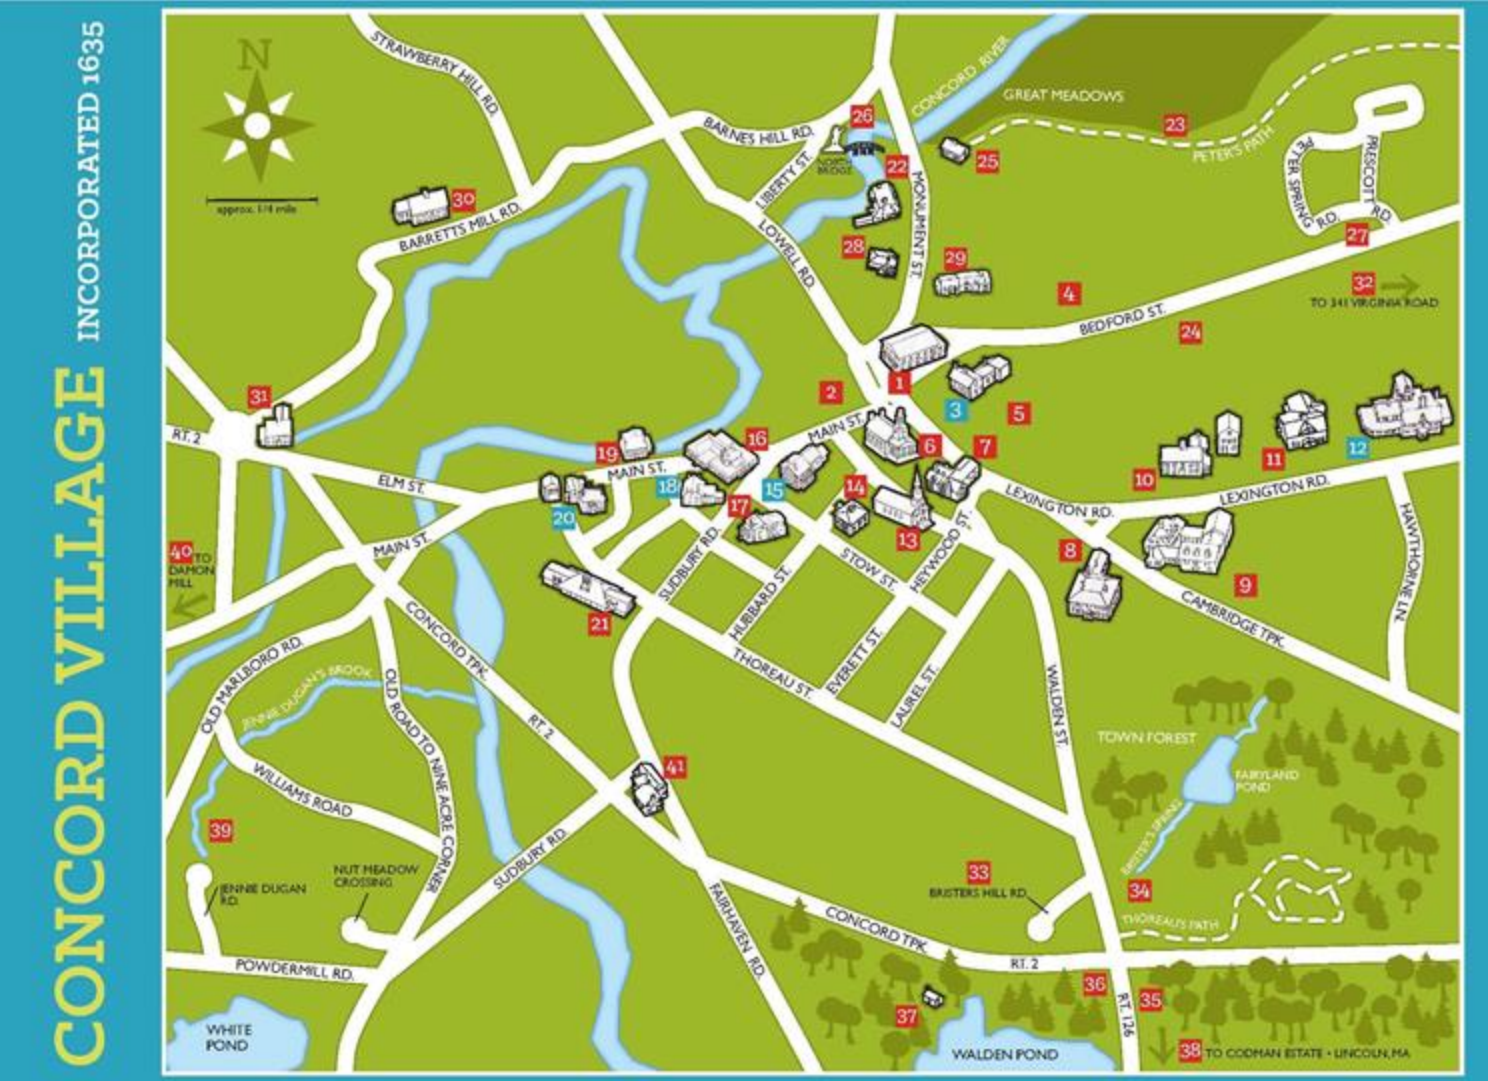 CONCORD VILLAGE INCORPORATED 1635
N
approx. 1/4 mile
STRAWBERRY HILL RD.
BARNES HILL RD.
CONCORD RIVER
GREAT MEADOWS
23
PETER'S PATH
PETER SPRING RD.
PRESCOTT RD.
26
NORTH
BRIDGE
LIBERTY ST.
22
25
MONUMENT ST.
30
BARRETTS MILL RD.
LOWELL RD.
28
29
27
4
32
TO 341 VIRGINIA ROAD
BEDFORD ST.
24
31
RT. 2
1
2
3
5
MAIN ST.
6
7
16
19
MAIN ST.
18
15
17
14
13
20
ELM ST.
10
11
12
LEXINGTON RD.
LEXINGTON RD.
HAWTHORNE LN.
8
9
CAMBRIDGE TPK.
MAIN ST.
40 TO
DAMON
MILL
21
SUDBURY RD.
HUBBARD ST.
STOW ST.
HEYWOOD ST.
EVERETT ST.
LAUREL ST.
THOREAU ST.
WALDEN ST.
OLD MARLBORO RD.
JENNIE DUGAN'S BROOK
CONCORD TPK.
RT. 2
OLD ROAD TO NINE ACRE CORNER
WILLIAMS ROAD
41
TOWN FOREST
FAIRYLAND
POND
BRISTER'S SPRING
39
JENNIE DUGAN
RD.
NUT MEADOW
CROSSING
SUDBURY RD.
33
BRISTERS HILL RD.
34
THOREAU'S PATH
CONCORD TPK.
FAIRHAVEN RD.
RT. 2
POWDERMILL RD.
36
35
RT. 126
37
WHITE
POND
WALDEN POND
38 TO CODMAN ESTATE • LINCOLN, MA